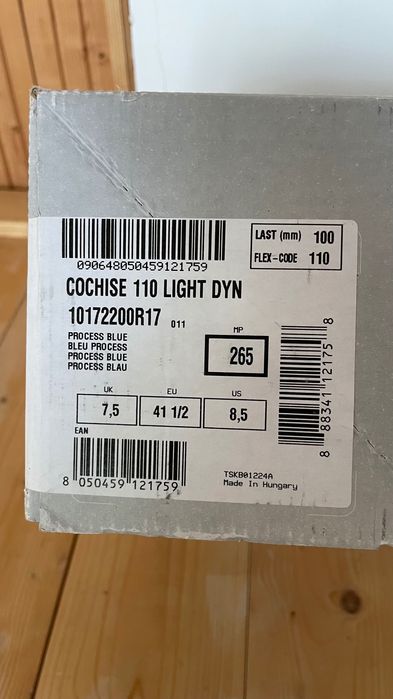 LAST (mm) 100
FLEX-CODE 110
090648050459121759
COCHISE 110 LIGHT DYN
10172200R17 011
PROCESS BLUE
BLEU PROCESS
PROCESS BLUE
PROCESS BLAU
MP
265
UK EU US
7,5 41 1/2 8,5
EAN
8 050459 121759
8 88341 12175 8
TSKB01224A
Made In Hungary